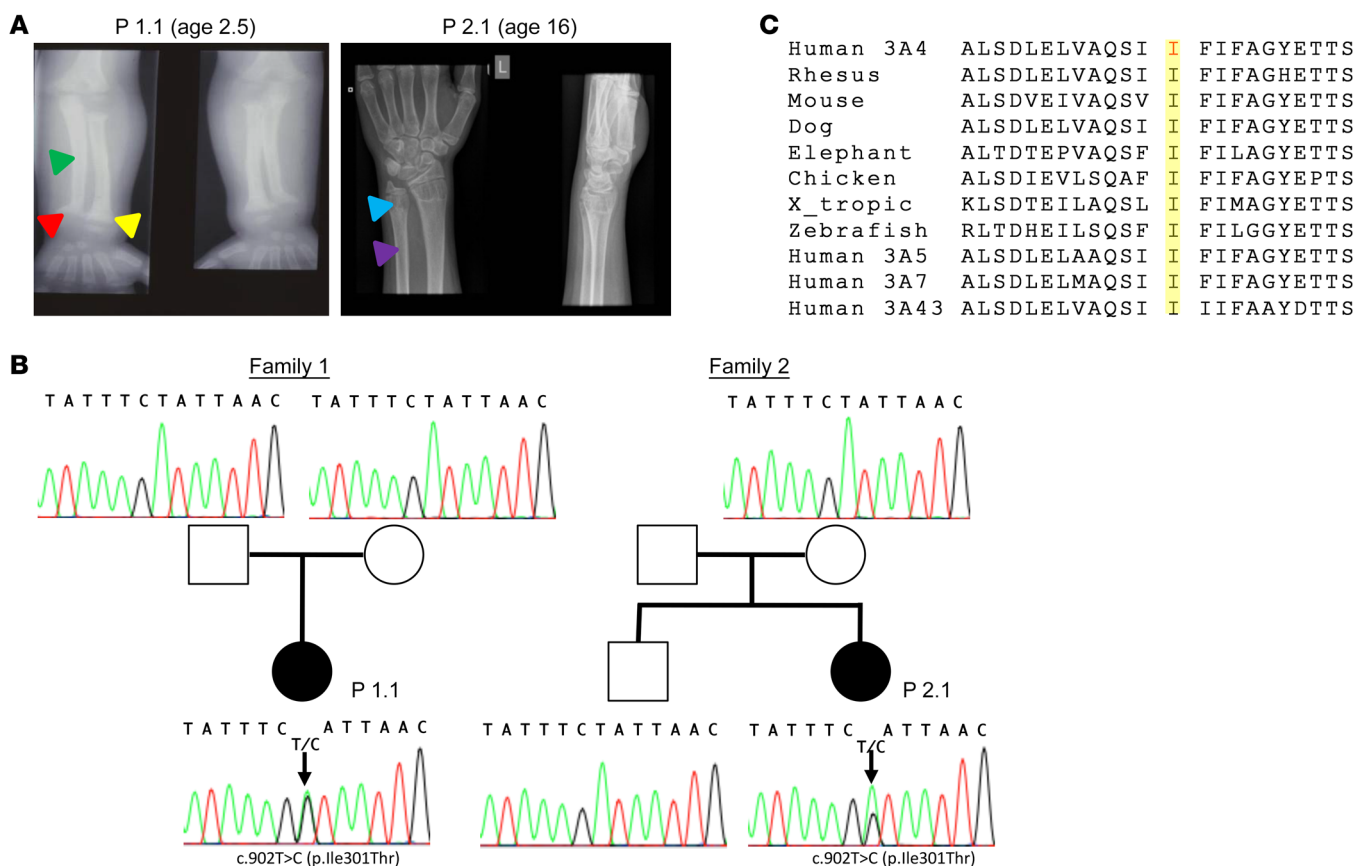 A
P 1.1 (age 2.5)
P 2.1 (age 16)
L
C
Human 3A4 ALSDLELVAQSI I FIFAGYETTS
Rhesus ALSDLELVAQSI I FIFAGHETTS
Mouse ALSDVEIVAQSV I FIFAGYETTS
Dog ALSDLELVAQSI I FIFAGYETTS
Elephant ALTDTEPVAQSF I FILAGYETTS
Chicken ALSDIEVLSQAF I FIFAGYEPTS
X_tropic KLSDTEILAQSL I FIMAGYETTS
Zebrafish RLTDHEILSQSF I FILGGYETTS
Human 3A5 ALSDLELAAQSI I FIFAGYETTS
Human 3A7 ALSDLELMAQSI I FIFAGYETTS
Human 3A43 ALSDLELVAQSI I IIFAAYDTTS
B
Family 1
Family 2
T A T T T C T A T T A A C
T A T T T C T A T T A A C
T A T T T C T A T T A A C
P 1.1
P 2.1
T A T T T C T/C A T T A A C
T A T T T C T A T T A A C
T A T T T C T/C A T T A A C
c.902T>C (p.Ile301Thr)
c.902T>C (p.Ile301Thr)